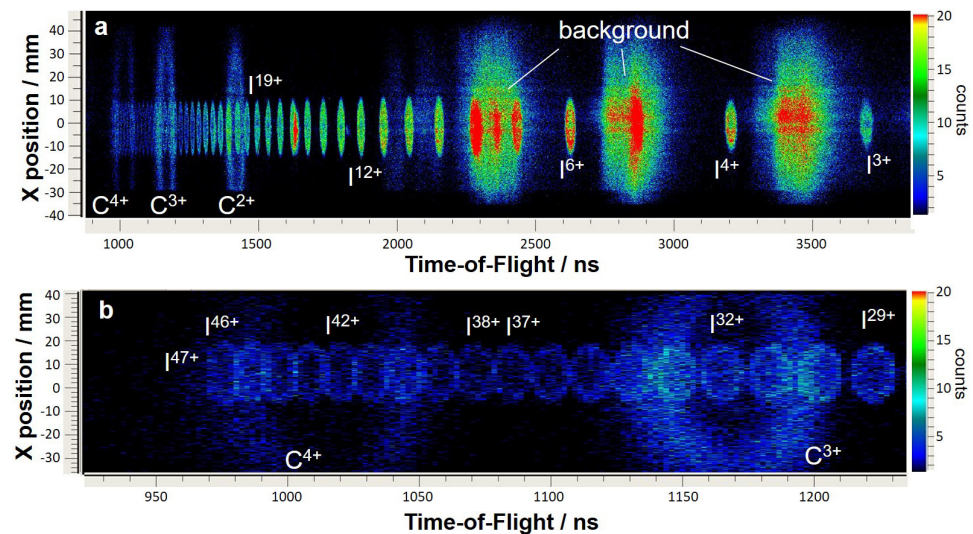 a
background
I19+
I12+
I6+
I4+
I3+
C4+
C3+
C2+
X position / mm
40
30
20
10
0
-10
-20
-30
-40
1000
1500
2000
2500
3000
3500
Time-of-Flight / ns
20
15
10
5
counts
b
I47+
I46+
I42+
I38+
I37+
I32+
I29+
C4+
C3+
X position / mm
40
30
20
10
0
-10
-20
-30
950
1000
1050
1100
1150
1200
Time-of-Flight / ns
20
15
10
5
counts